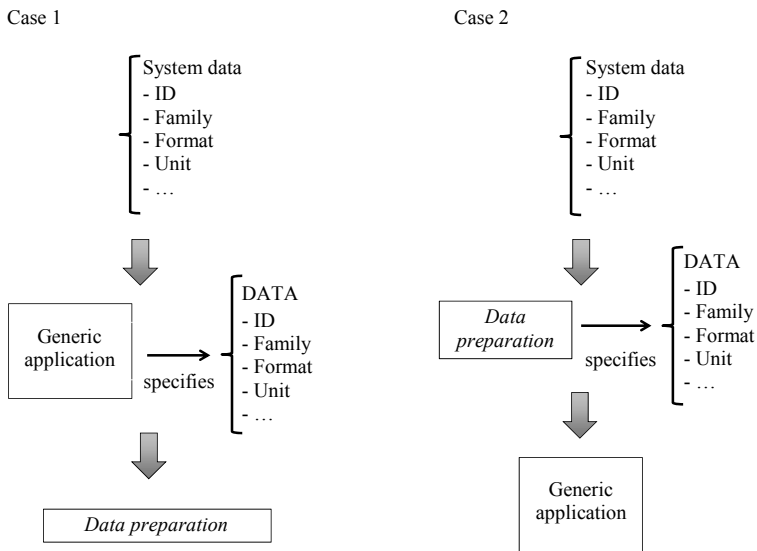 Case 1
System data
- ID
- Family
- Format
- Unit
- …
Generic
application
specifies
DATA
- ID
- Family
- Format
- Unit
- …
Data preparation
Case 2
System data
- ID
- Family
- Format
- Unit
- …
Data
preparation
specifies
DATA
- ID
- Family
- Format
- Unit
- …
Generic
application